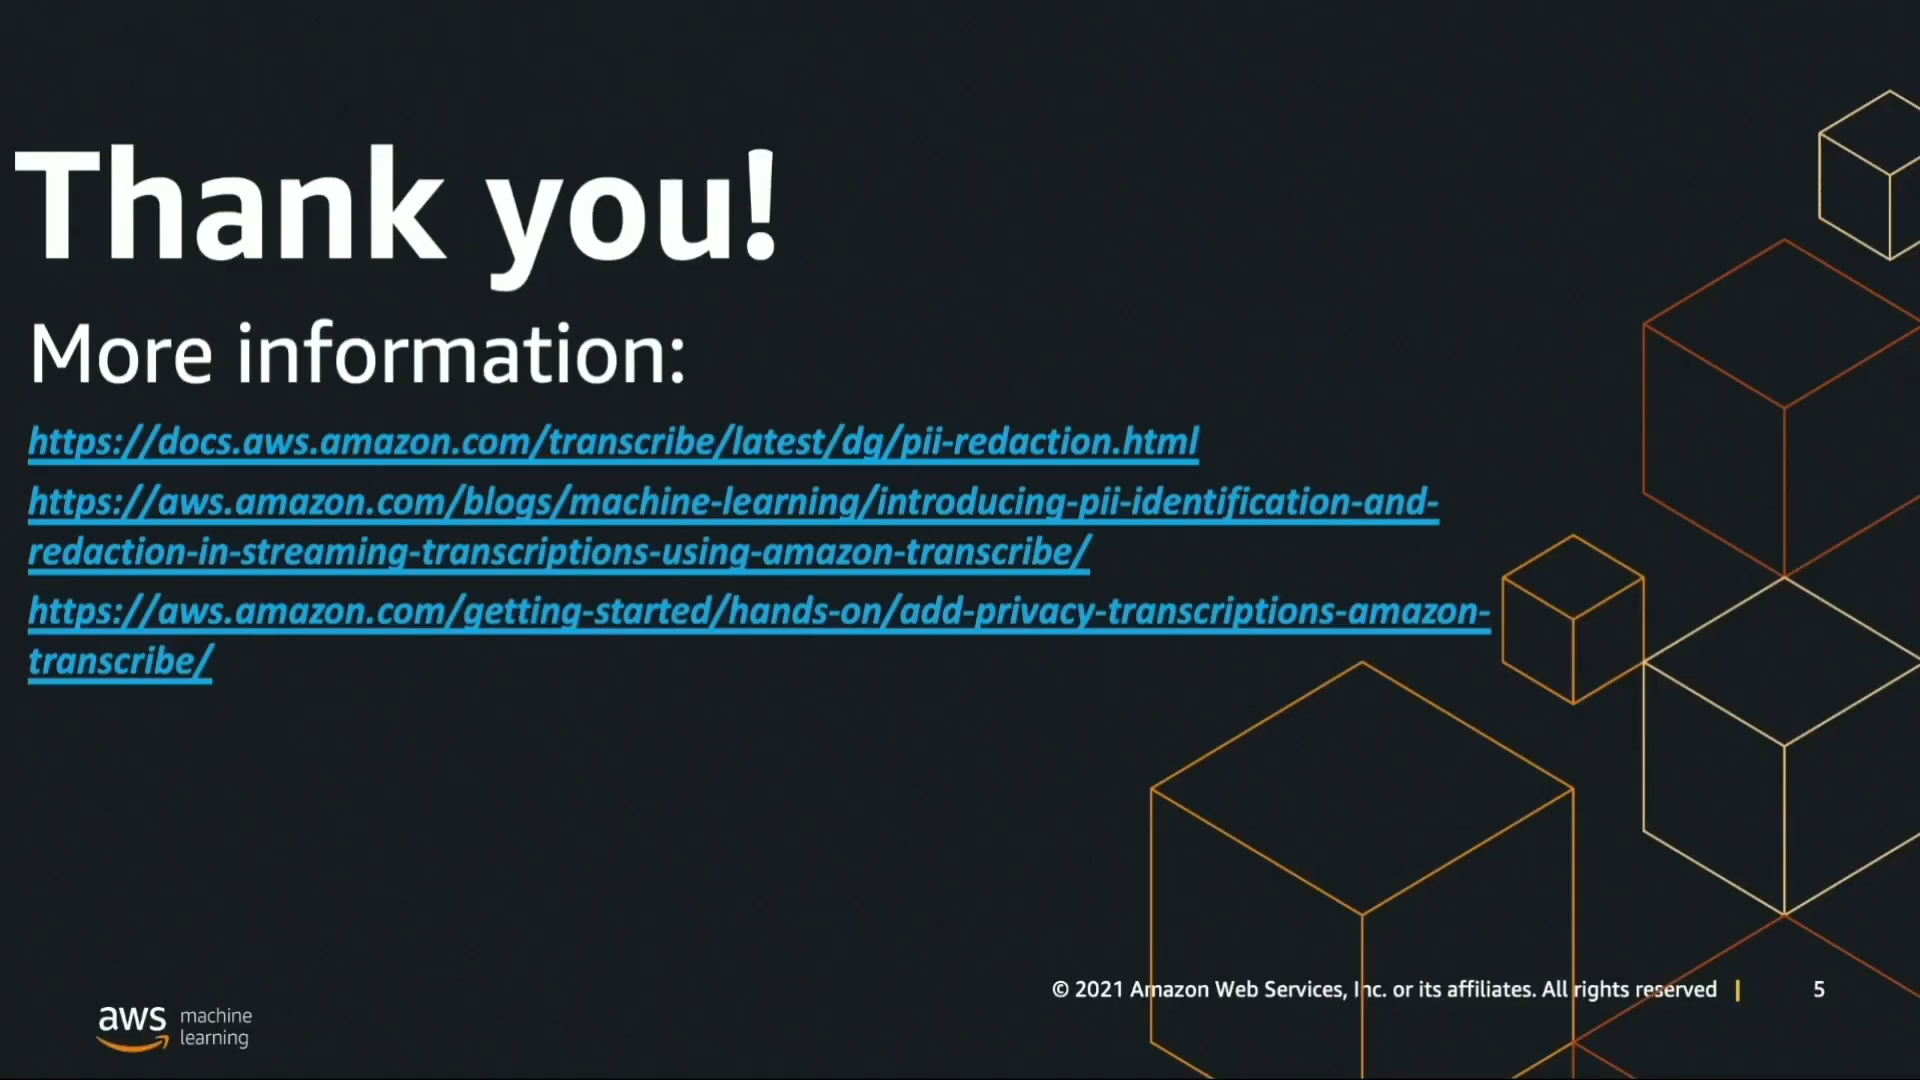 Thank you!
More information:
https://docs.aws.amazon.com/transcribe/latest/dg/pii-redaction.html
https://aws.amazon.com/blogs/machine-learning/introducing-pii-identification-and-
redaction-in-streaming-transcriptions-using-amazon-transcribe/
https://aws.amazon.com/getting-started/hands-on/add-privacy-transcriptions-amazon-
transcribe/
© 2021 Amazon Web Services, Inc. or its affiliates. All rights reserved | 5
aws machine
learning